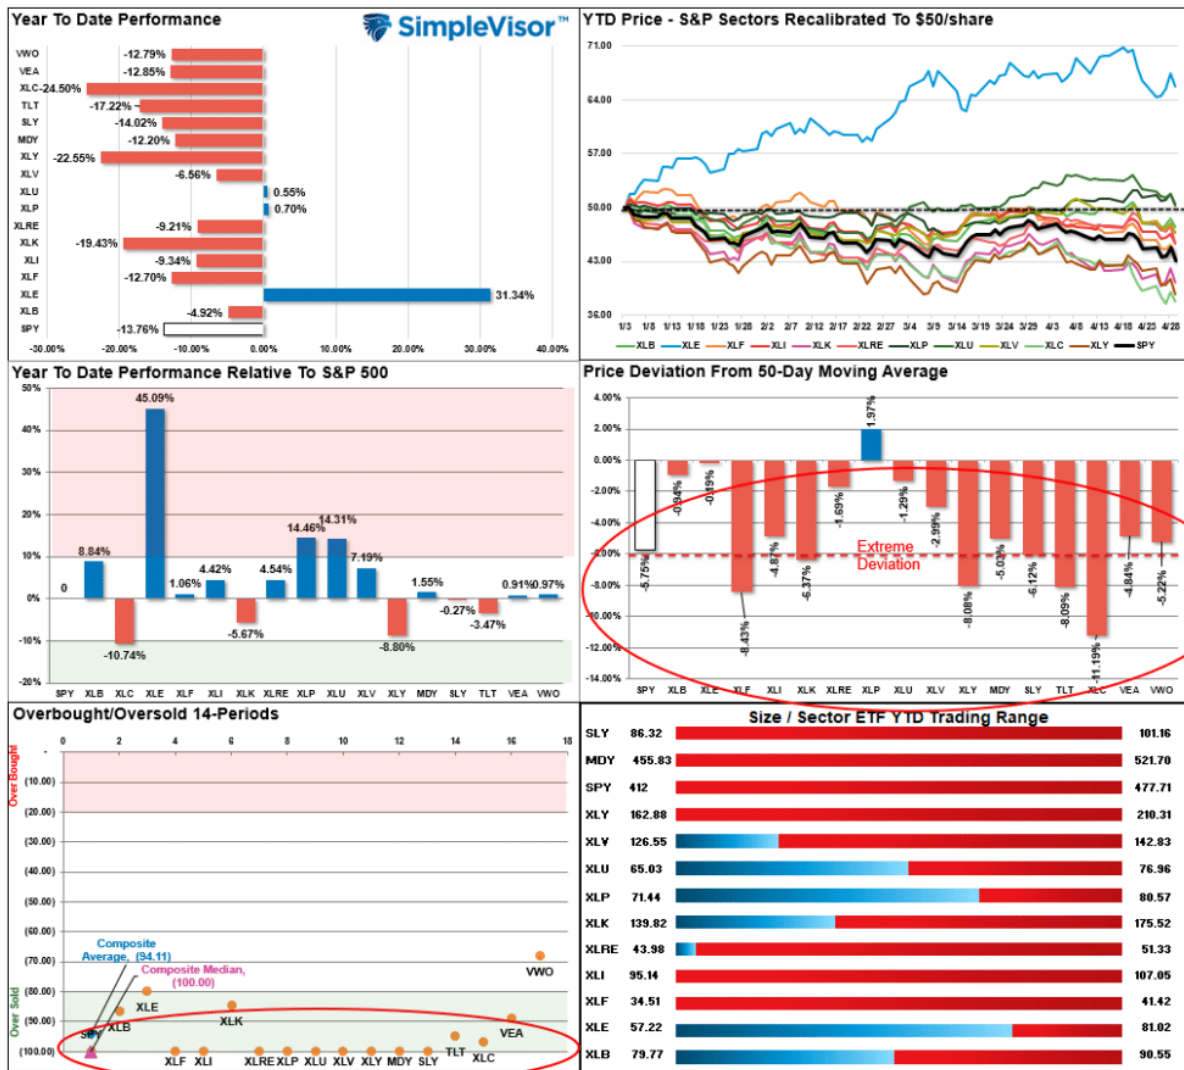 Year To Date Performance
SimpleVisor™
VWO -12.79%
VEA -12.85%
XLC -24.50%
TLT -17.22%
SLY -14.02%
MDY -12.20%
XLY -22.55%
XLV -6.56%
XLU 0.55%
XLP 0.70%
XLRE -9.21%
XLK -19.43%
XLI -9.34%
XLF -12.70%
XLE 31.34%
XLB -4.92%
SPY -13.76%
-30.00% -20.00% -10.00% 0.00% 10.00% 20.00% 30.00% 40.00%
YTD Price - S&P Sectors Recalibrated To $50/share
71.00
64.00
57.00
50.00
43.00
36.00
1/3 1/8 1/13 1/18 1/23 1/28 2/2 2/7 2/12 2/17 2/22 2/27 3/4 3/9 3/14 3/19 3/24 3/29 4/3 4/8 4/13 4/18 4/23 4/28
XLB XLE XLF XLI XLK XLRE XLP XLU XLV XLC XLY SPY
Year To Date Performance Relative To S&P 500
50%
40%
30%
20%
10%
0%
-10%
-20%
0 8.84% -10.74% 45.09% 1.06% 4.42% -5.67% 4.54% 14.46% 14.31% 7.19% -8.80% 1.55% -0.27% -3.47% 0.91% 0.97%
SPY XLB XLC XLE XLF XLI XLK XLRE XLP XLU XLV XLY MDY SLY TLT VEA VWO
Price Deviation From 50-Day Moving Average
4.00%
2.00%
0.00%
-2.00%
-4.00%
-6.00%
-8.00%
-10.00%
-12.00%
-14.00%
-5.75% -0.94% -0.19% -8.43% -4.87% -6.37% -1.69% 1.97% -1.29% -2.99% -8.08% -5.03% -6.12% -8.09% -11.19% -4.84% -5.22%
Extreme
Deviation
SPY XLB XLE XLF XLI XLK XLRE XLP XLU XLV XLY MDY SLY TLT XLC VEA VWO
Overbought/Oversold 14-Periods
0 2 4 6 8 10 12 14 16 18
-
(10.00)
(20.00)
(30.00)
(40.00)
(50.00)
(60.00)
(70.00)
(80.00)
(90.00)
(100.00)
Over Bought
Over Sold
Composite
Average, (94.11)
Composite Median,
(100.00)
VWO
XLE
XLB
XLK
SPY
VEA
XLF XLI XLRE XLP XLU XLV XLY MDY SLY TLT XLC
Size / Sector ETF YTD Trading Range
SLY 86.32 101.16
MDY 455.83 521.70
SPY 412 477.71
XLY 162.88 210.31
XLV 126.55 142.83
XLU 65.03 76.96
XLP 71.44 80.57
XLK 139.82 175.52
XLRE 43.98 51.33
XLI 95.14 107.05
XLF 34.51 41.42
XLE 57.22 81.02
XLB 79.77 90.55